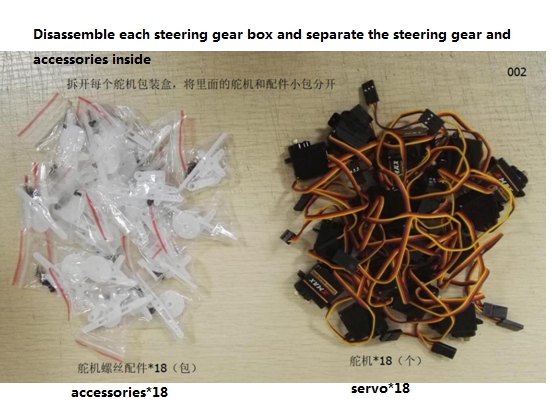 Disassemble each steering gear box and separate the steering gear and
accessories inside
002
拆开每个舵机包装盒，将里面的舵机和配件小包分开
舵机螺丝配件*18（包）
舵机*18（个）
accessories*18
servo*18